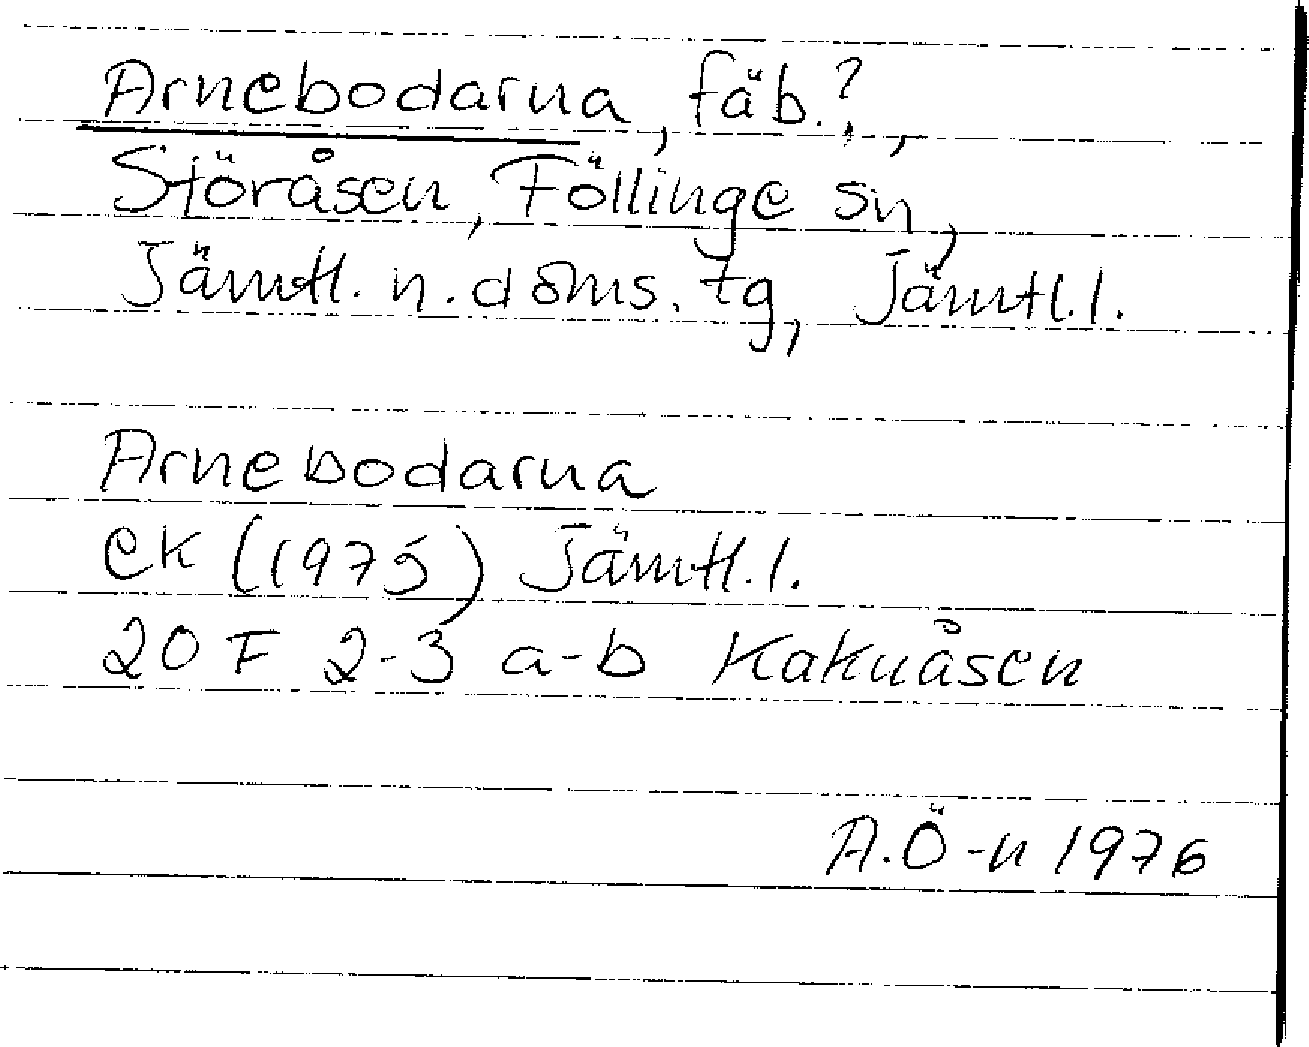 Arnebodarna, fäb.?,
Störåsen, Föllinge sn,
Jämtl. n. doms. tg, Jämtl. l.
Arnebodarna
ek (1975) Jämtl. l.
20 F 2-3 a-b Kakuåsen
A. Ö-n 1976